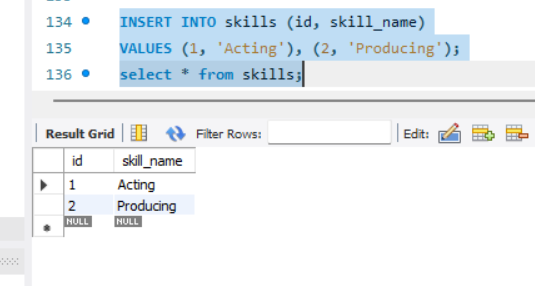 134 INSERT INTO skills (id, skill_name)
135 VALUES (1, 'Acting'), (2, 'Producing');
136 select * from skills;
Result Grid Filter Rows: Edit:
id skill_name
1 Acting
2 Producing
NULL NULL